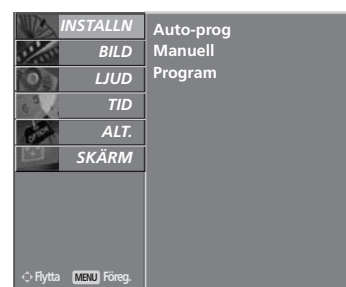 INSTALLN
BILD
LJUD
TID
ALT.
SKÄRM
Auto-prog
Manuell
Program
Flytta MENU Föreg.